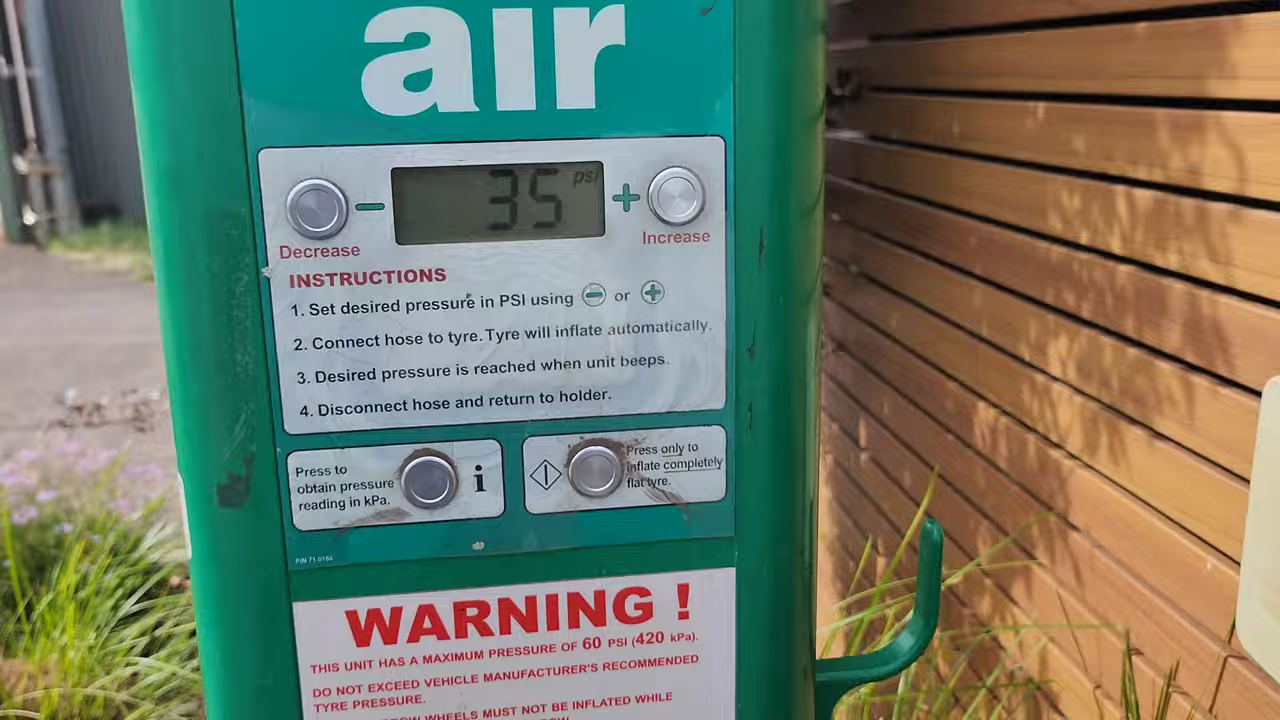 air
35 psi
Decrease
Increase
INSTRUCTIONS
1. Set desired pressure in PSI using - or +
2. Connect hose to tyre. Tyre will inflate automatically.
3. Desired pressure is reached when unit beeps.
4. Disconnect hose and return to holder.
Press to
obtain pressure
reading in kPa.
i
Press only to
inflate completely
flat tyre.
P/N 71.0164
WARNING !
THIS UNIT HAS A MAXIMUM PRESSURE OF 60 PSI (420 kPa).
DO NOT EXCEED VEHICLE MANUFACTURER'S RECOMMENDED
TYRE PRESSURE.
WHEELS MUST NOT BE INFLATED WHILE